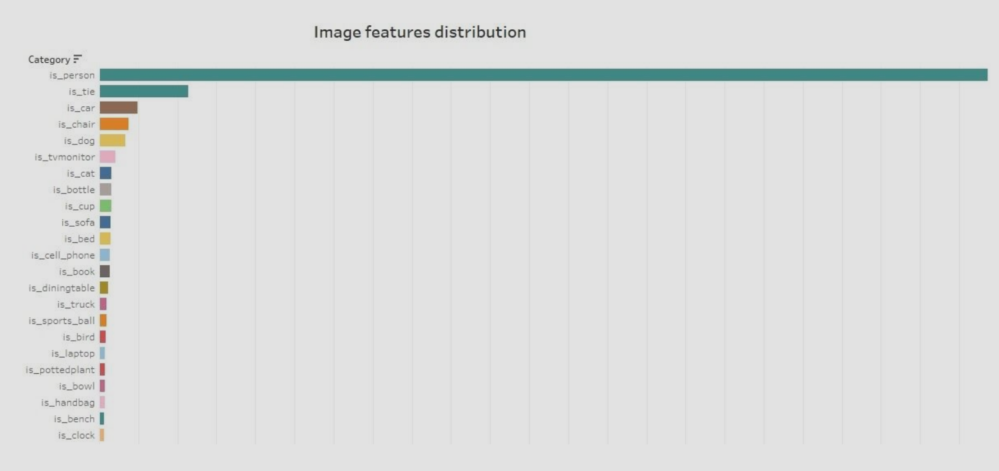 Image features distribution
Category
is_person
is_tie
is_car
is_chair
is_dog
is_tvmonitor
is_cat
is_bottle
is_cup
is_sofa
is_bed
is_cell_phone
is_book
is_diningtable
is_truck
is_sports_ball
is_bird
is_laptop
is_pottedplant
is_bowl
is_handbag
is_bench
is_clock